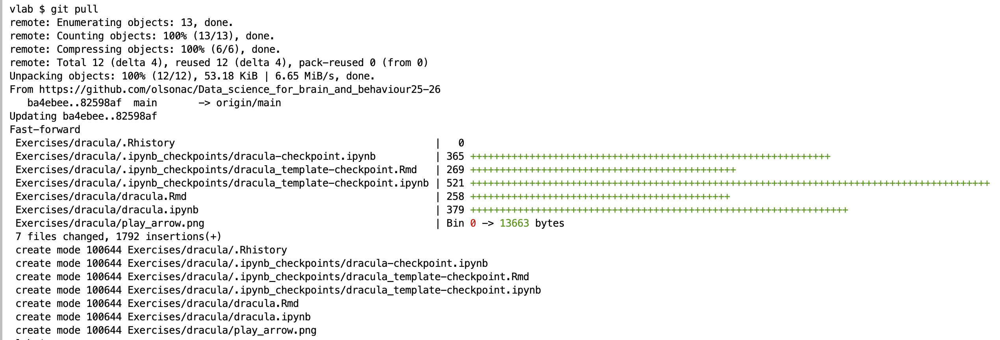 vlab $ git pull
remote: Enumerating objects: 13, done.
remote: Counting objects: 100% (13/13), done.
remote: Compressing objects: 100% (6/6), done.
remote: Total 12 (delta 4), reused 12 (delta 4), pack-reused 0 (from 0)
Unpacking objects: 100% (12/12), 53.18 KiB | 6.65 MiB/s, done.
From https://github.com/olsonac/Data_science_for_brain_and_behaviour25-26
   ba4ebee..82598af  main       -> origin/main
Updating ba4ebee..82598af
Fast-forward
 Exercises/dracula/.Rhistory                                            |   0
 Exercises/dracula/.ipynb_checkpoints/dracula-checkpoint.ipynb          | 365 +++++++++++++++++++++++++++++++++++++++++++++++++++++++++++++
 Exercises/dracula/.ipynb_checkpoints/dracula_template-checkpoint.Rmd   | 269 +++++++++++++++++++++++++++++++++++++++++++++
 Exercises/dracula/.ipynb_checkpoints/dracula_template-checkpoint.ipynb | 521 ++++++++++++++++++++++++++++++++++++++++++++++++++++++++++++++++++++++++++++++++++++++++
 Exercises/dracula/dracula.Rmd                                          | 258 ++++++++++++++++++++++++++++++++++++++++++++
 Exercises/dracula/dracula.ipynb                                        | 379 ++++++++++++++++++++++++++++++++++++++++++++++++++++++++++++++++
 Exercises/dracula/play_arrow.png                                       | Bin 0 -> 13663 bytes
 7 files changed, 1792 insertions(+)
 create mode 100644 Exercises/dracula/.Rhistory
 create mode 100644 Exercises/dracula/.ipynb_checkpoints/dracula-checkpoint.ipynb
 create mode 100644 Exercises/dracula/.ipynb_checkpoints/dracula_template-checkpoint.Rmd
 create mode 100644 Exercises/dracula/.ipynb_checkpoints/dracula_template-checkpoint.ipynb
 create mode 100644 Exercises/dracula/dracula.Rmd
 create mode 100644 Exercises/dracula/dracula.ipynb
 create mode 100644 Exercises/dracula/play_arrow.png